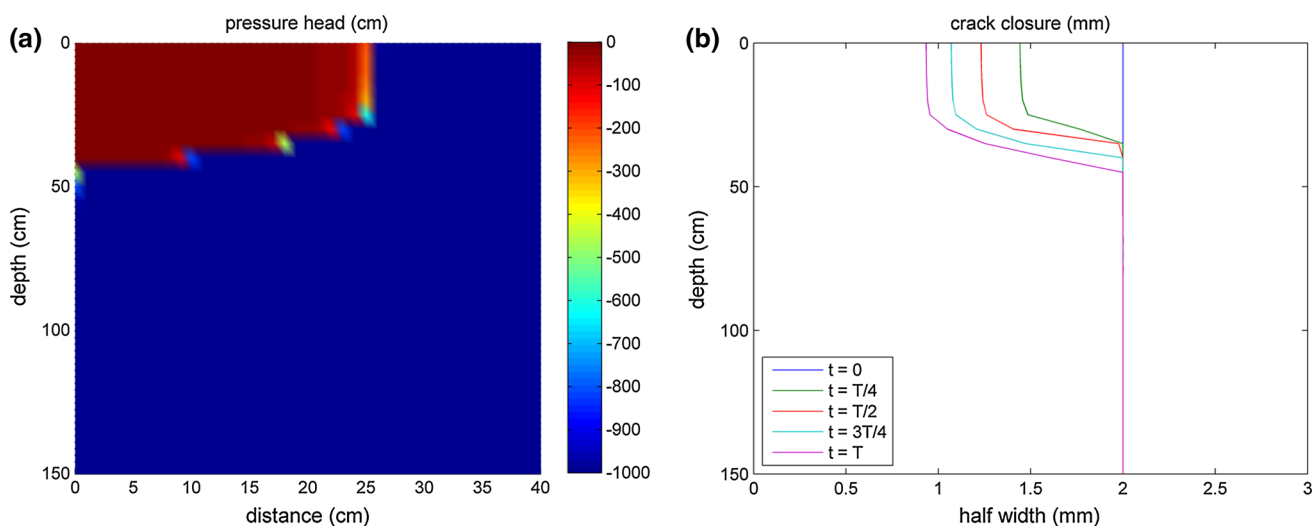 (a)
pressure head (cm)
0
50
100
150
depth (cm)
0
5
10
15
20
25
30
35
40
distance (cm)
0
-100
-200
-300
-400
-500
-600
-700
-800
-900
-1000
(b)
crack closure (mm)
0
50
100
150
depth (cm)
t = 0
t = T/4
t = T/2
t = 3T/4
t = T
0
0.5
1
1.5
2
2.5
3
half width (mm)